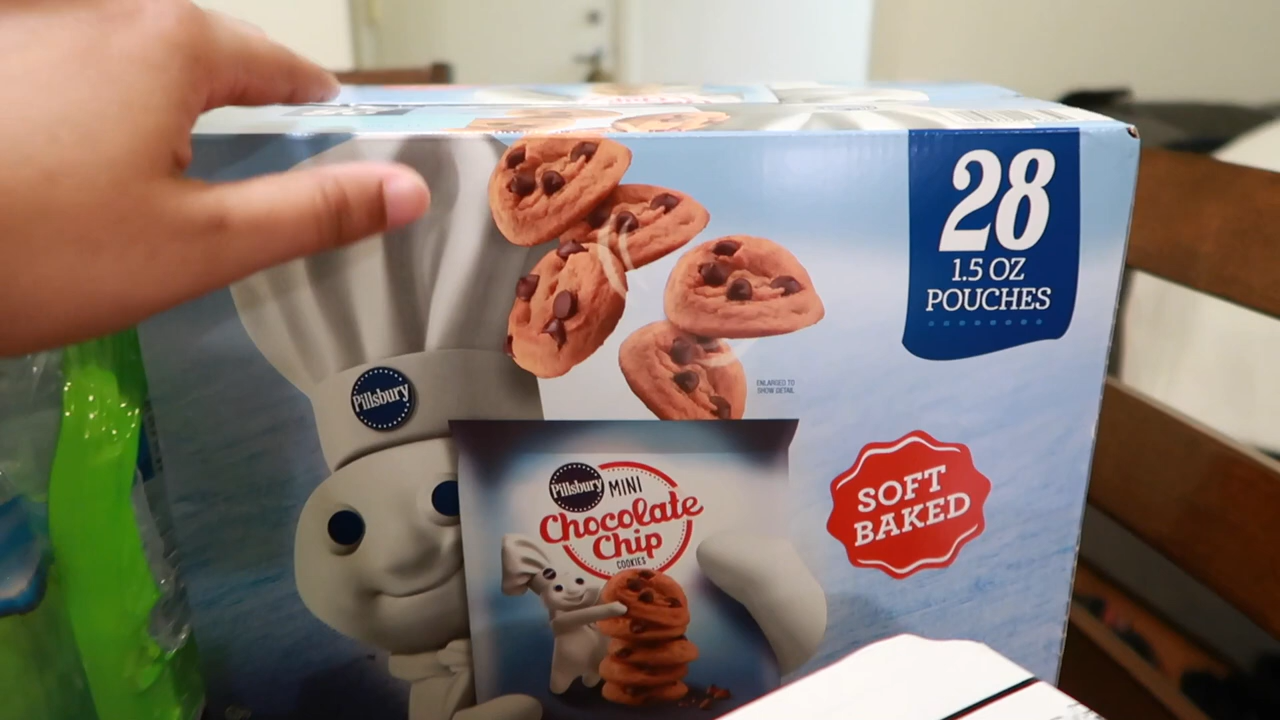 28
1.5 OZ
POUCHES
Pillsbury
ENLARGED TO
SHOW DETAIL
Pillsbury MINI
Chocolate
Chip
COOKIES
SOFT
BAKED